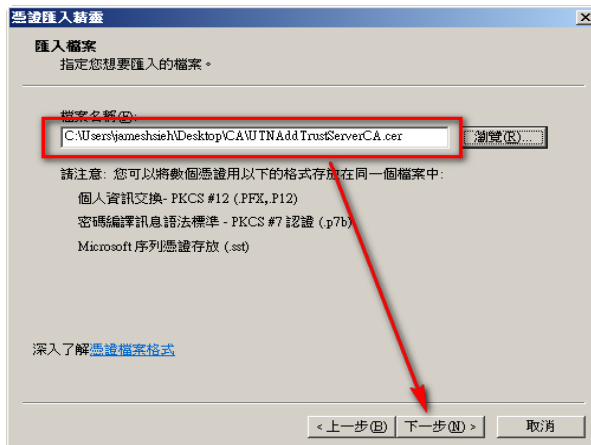 憑證匯入精靈
匯入檔案
指定您想要匯入的檔案。
檔案名稱(F):
C:\Users\jameshsieh\Desktop\CA\UTNAddTrustServerCA.cer
瀏覽(R)...
請注意: 您可以將數個憑證用以下的格式存放在同一個檔案中:
個人資訊交換- PKCS #12 (.PFX,.P12)
密碼編譯訊息語法標準 - PKCS #7 認證 (.p7b)
Microsoft 序列憑證存放 (.sst)
深入了解憑證檔案格式
< 上一步(B) 下一步(N) > 取消